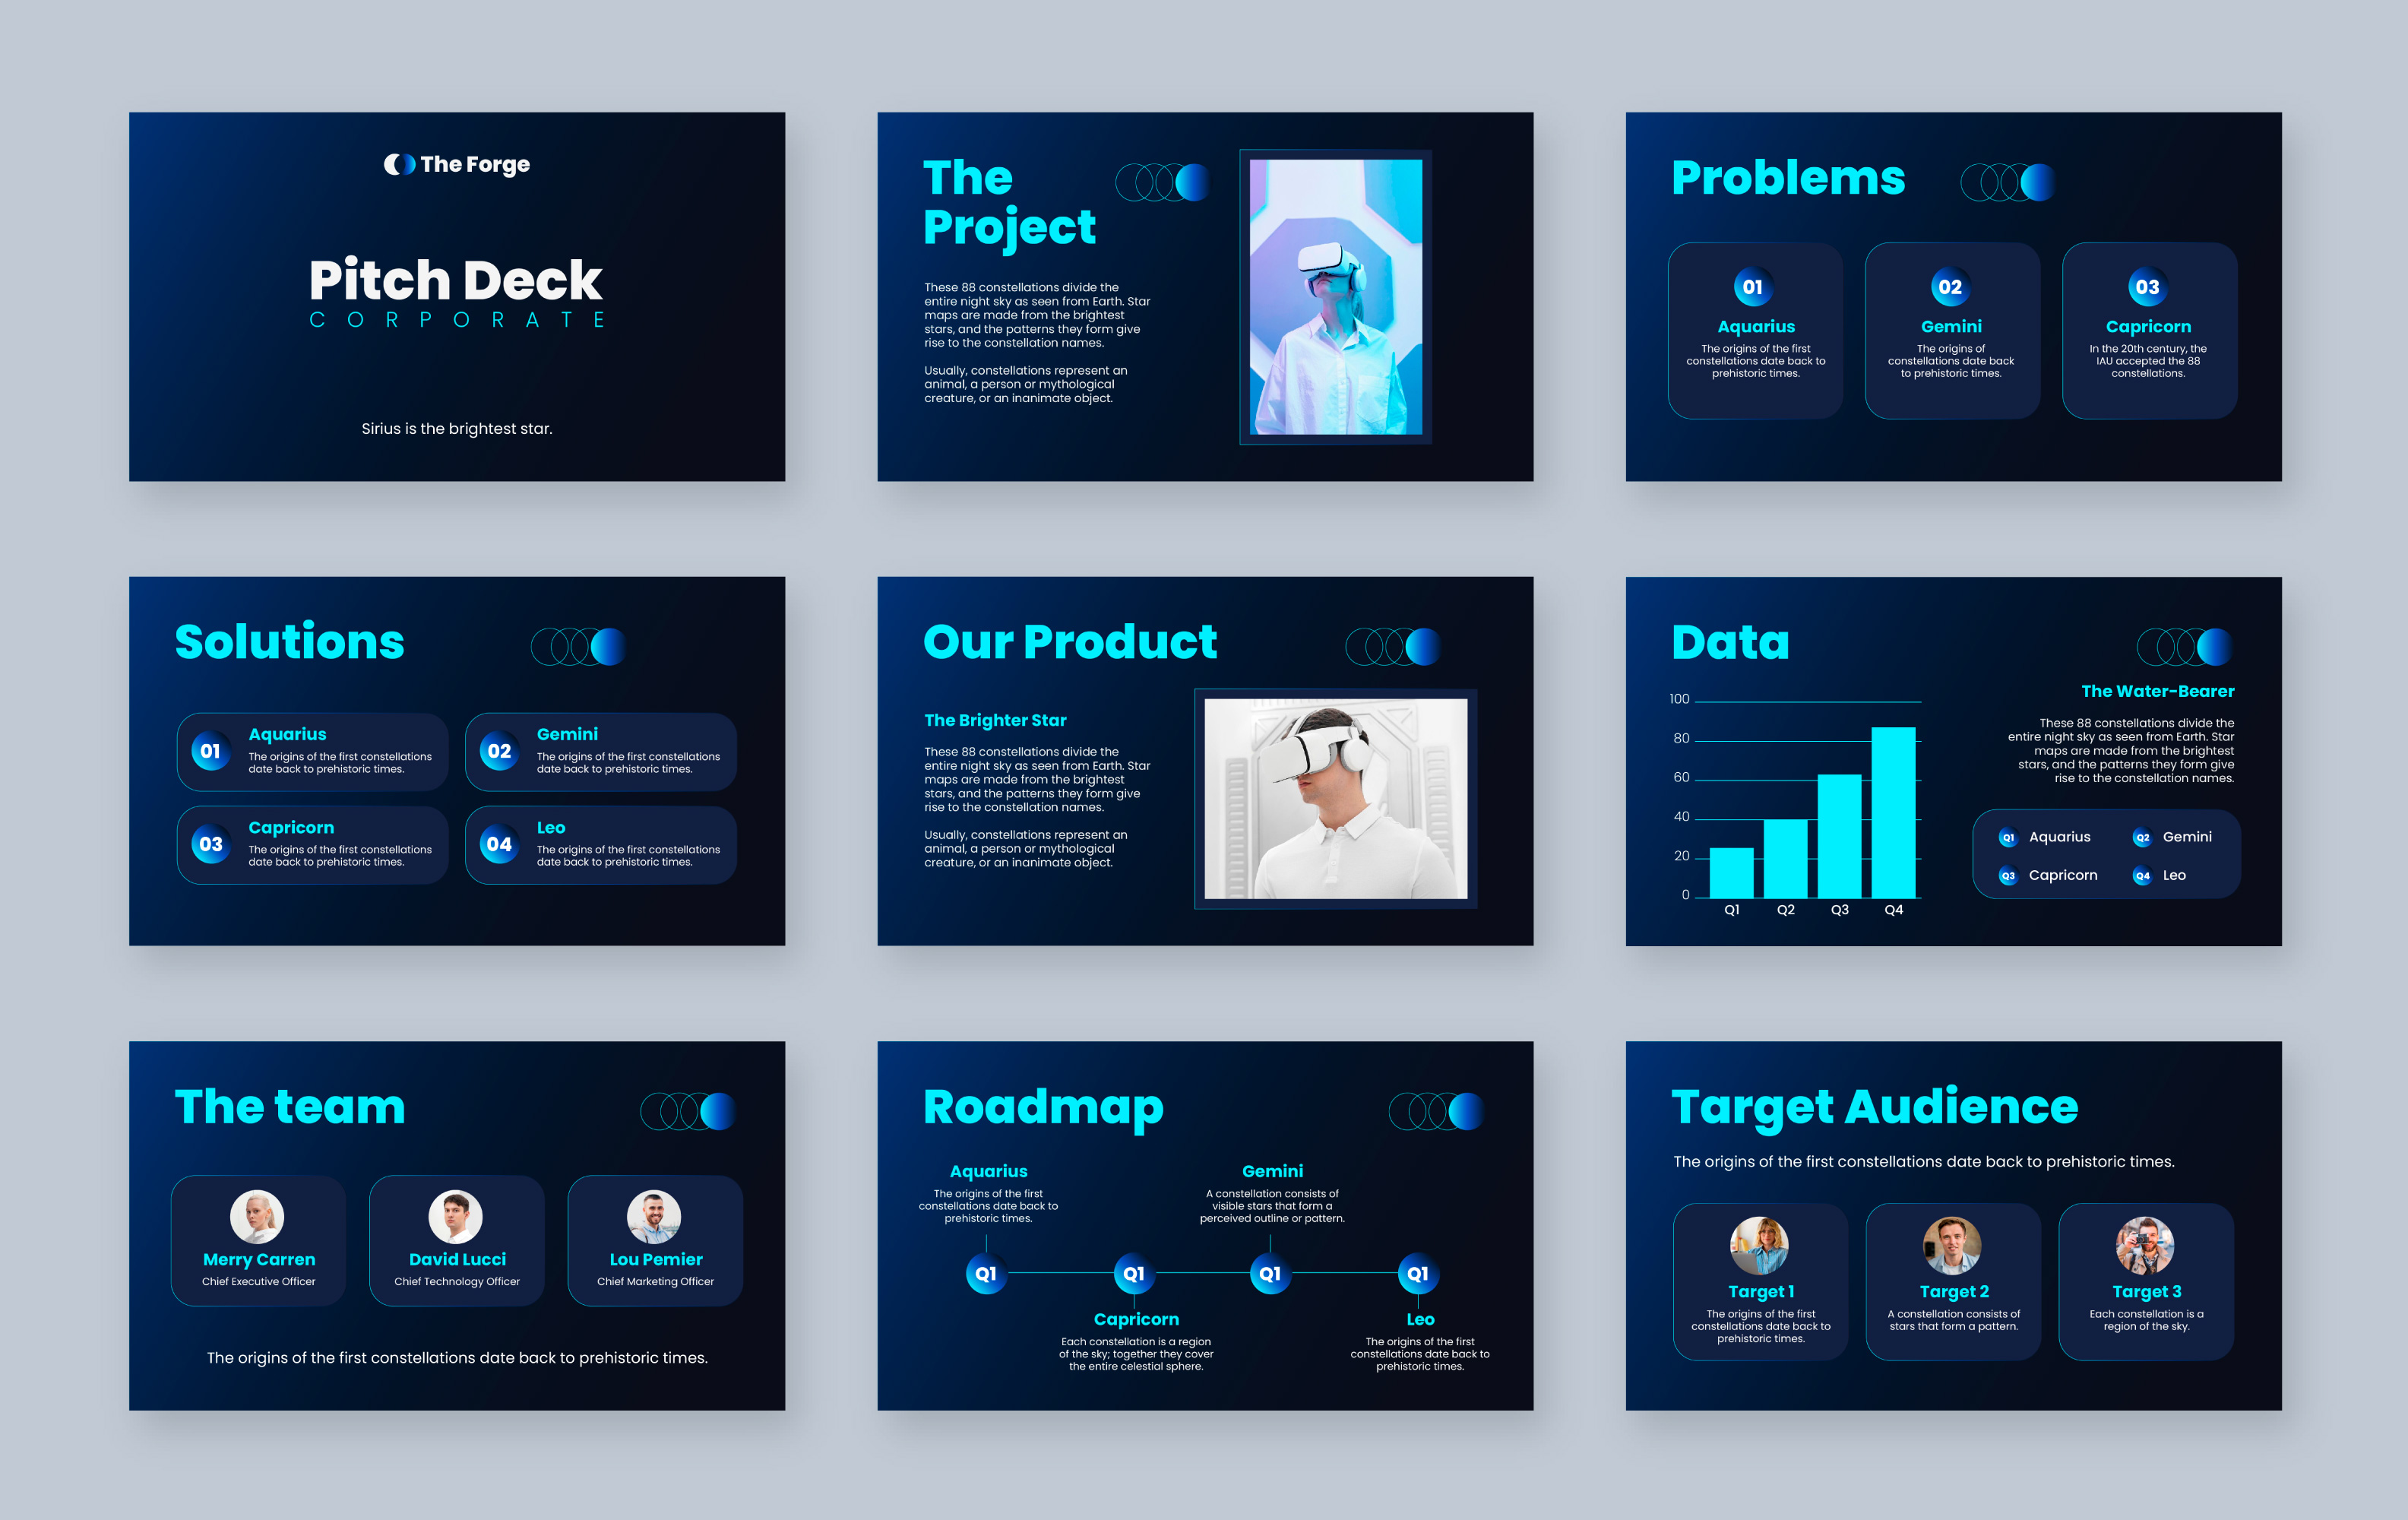 The Forge
Pitch Deck
CORPORATE
Sirius is the brightest star.
The
Project
These 88 constellations divide the
entire night sky as seen from Earth. Star
maps are made from the brightest
stars, and the patterns they form give
rise to the constellation names.
Usually, constellations represent an
animal, a person or mythological
creature, or an inanimate object.
Problems
01
Aquarius
The origins of the first
constellations date back to
prehistoric times.
02
Gemini
The origins of
constellations date back
to prehistoric times.
03
Capricorn
In the 20th century, the
IAU accepted the 88
constellations.
Solutions
01
Aquarius
The origins of the first constellations
date back to prehistoric times.
02
Gemini
The origins of the first constellations
date back to prehistoric times.
03
Capricorn
The origins of the first constellations
date back to prehistoric times.
04
Leo
The origins of the first constellations
date back to prehistoric times.
Our Product
The Brighter Star
These 88 constellations divide the
entire night sky as seen from Earth. Star
maps are made from the brightest
stars, and the patterns they form give
rise to the constellation names.
Usually, constellations represent an
animal, a person or mythological
creature, or an inanimate object.
Data
100
80
60
40
20
0
Q1 Q2 Q3 Q4
The Water-Bearer
These 88 constellations divide the
entire night sky as seen from Earth. Star
maps are made from the brightest
stars, and the patterns they form give
rise to the constellation names.
Q1 Aquarius
Q2 Gemini
Q3 Capricorn
Q4 Leo
The team
Merry Carren
Chief Executive Officer
David Lucci
Chief Technology Officer
Lou Pemier
Chief Marketing Officer
The origins of the first constellations date back to prehistoric times.
Roadmap
Aquarius
The origins of the first
constellations date back to
prehistoric times.
Gemini
A constellation consists of
visible stars that form a
perceived outline or pattern.
Q1 Q1 Q1 Q1
Capricorn
Each constellation is a region
of the sky; together they cover
the entire celestial sphere.
Leo
The origins of the first
constellations date back to
prehistoric times.
Target Audience
The origins of the first constellations date back to prehistoric times.
Target 1
The origins of the first
constellations date back to
prehistoric times.
Target 2
A constellation consists of
stars that form a pattern.
Target 3
Each constellation is a
region of the sky.